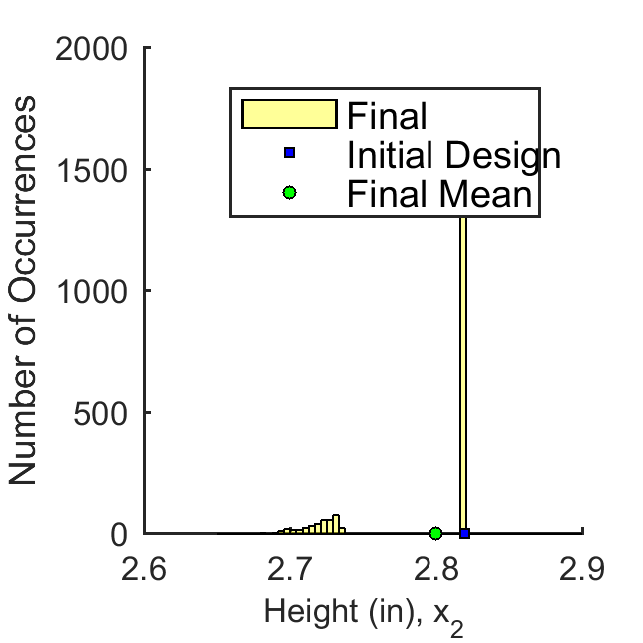 2000
1500
1000
500
0
Number of Occurrences
Final
Initial Design
Final Mean
2.6 2.7 2.8 2.9
Height (in), x₂